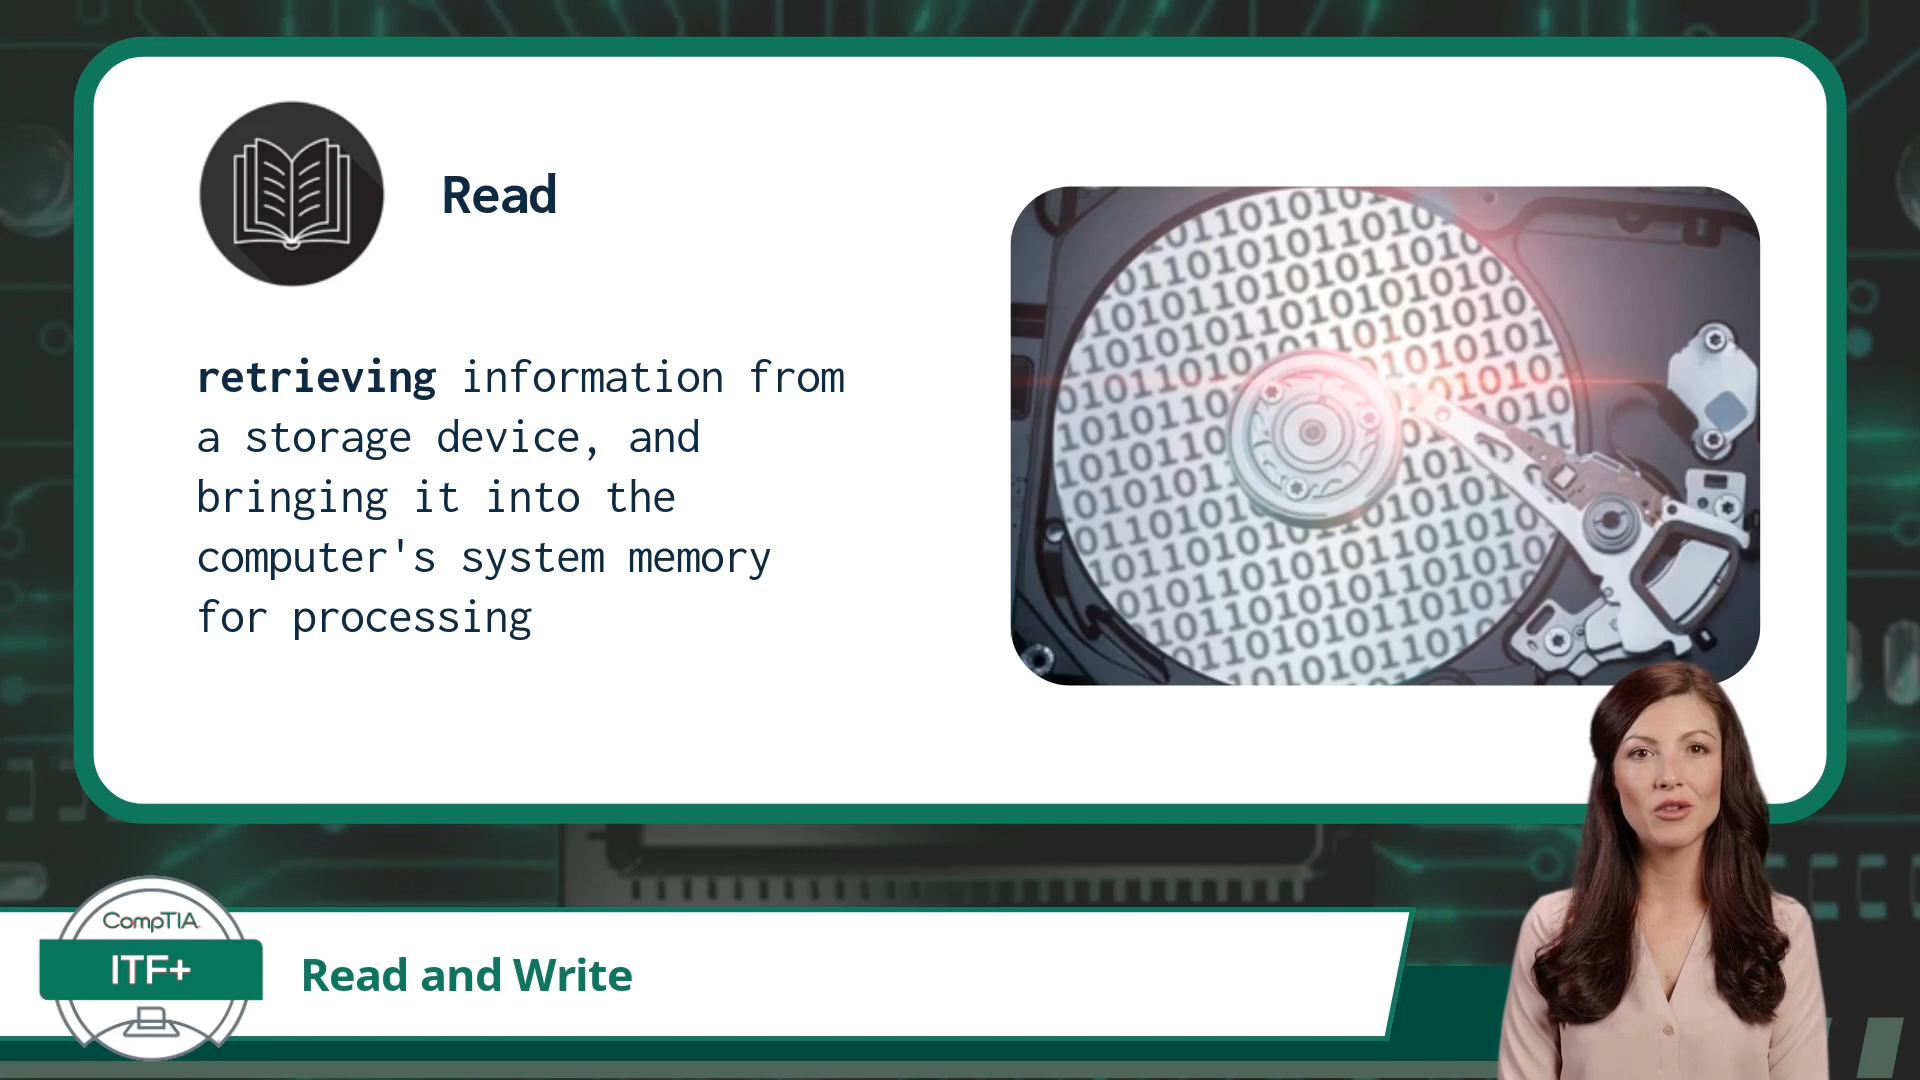 Read
retrieving information from
a storage device, and
bringing it into the
computer's system memory
for processing
CompTIA
ITF+
Read and Write